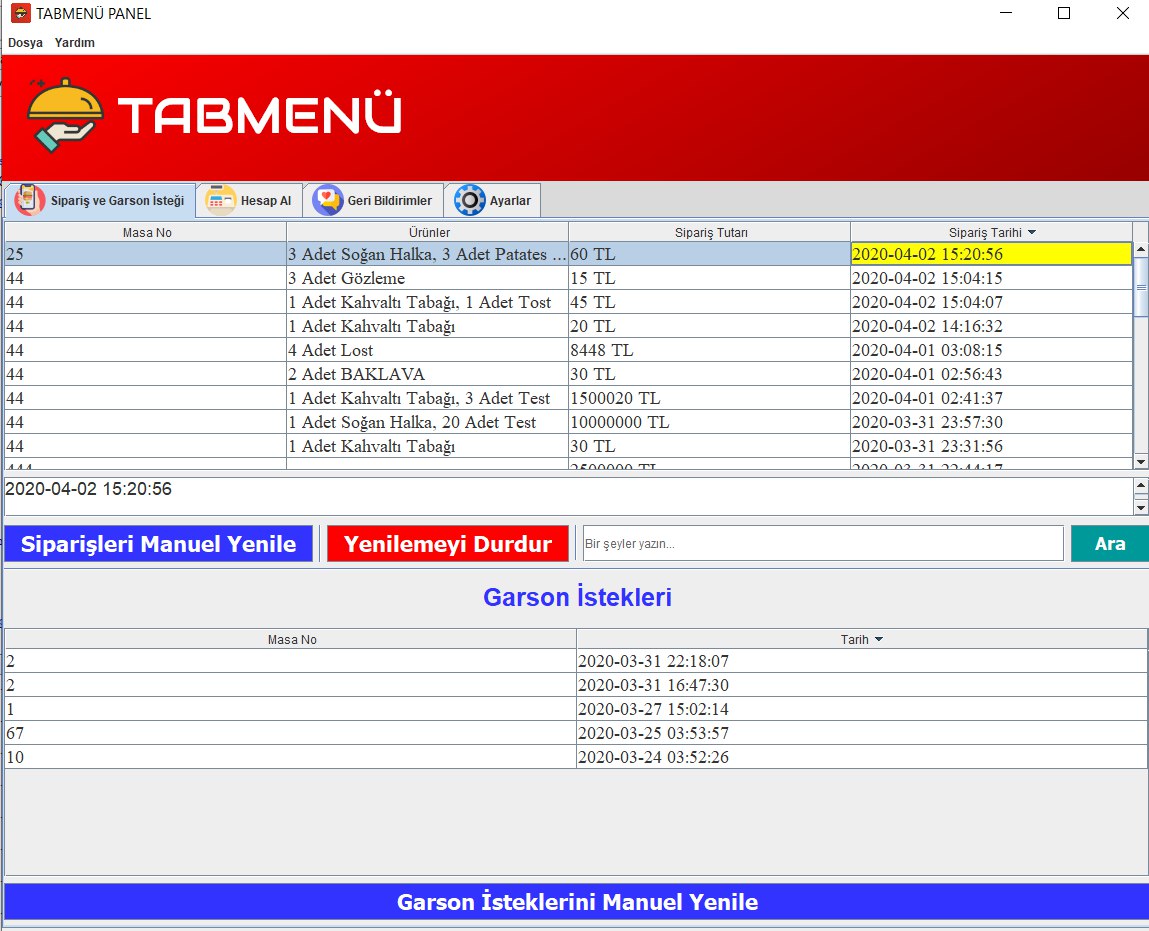 TABMENÜ PANEL
Dosya Yardım
TABMENÜ
Sipariş ve Garson İsteği Hesap Al Geri Bildirimler Ayarlar
Masa No Ürünler Sipariş Tutarı Sipariş Tarihi
25 3 Adet Soğan Halka, 3 Adet Patates ... 60 TL 2020-04-02 15:20:56
44 3 Adet Gözleme 15 TL 2020-04-02 15:04:15
44 1 Adet Kahvaltı Tabağı, 1 Adet Tost 45 TL 2020-04-02 15:04:07
44 1 Adet Kahvaltı Tabağı 20 TL 2020-04-02 14:16:32
44 4 Adet Lost 8448 TL 2020-04-01 03:08:15
44 2 Adet BAKLAVA 30 TL 2020-04-01 02:56:43
44 1 Adet Kahvaltı Tabağı, 3 Adet Test 1500020 TL 2020-04-01 02:41:37
44 1 Adet Soğan Halka, 20 Adet Test 10000000 TL 2020-03-31 23:57:30
44 1 Adet Kahvaltı Tabağı 30 TL 2020-03-31 23:31:56
444 2500000 TL 2020-03-31 22:44:17
2020-04-02 15:20:56
Siparişleri Manuel Yenile Yenilemeyi Durdur Bir şeyler yazın... Ara
Garson İstekleri
Masa No Tarih
2 2020-03-31 22:18:07
2 2020-03-31 16:47:30
1 2020-03-27 15:02:14
67 2020-03-25 03:53:57
10 2020-03-24 03:52:26
Garson İsteklerini Manuel Yenile